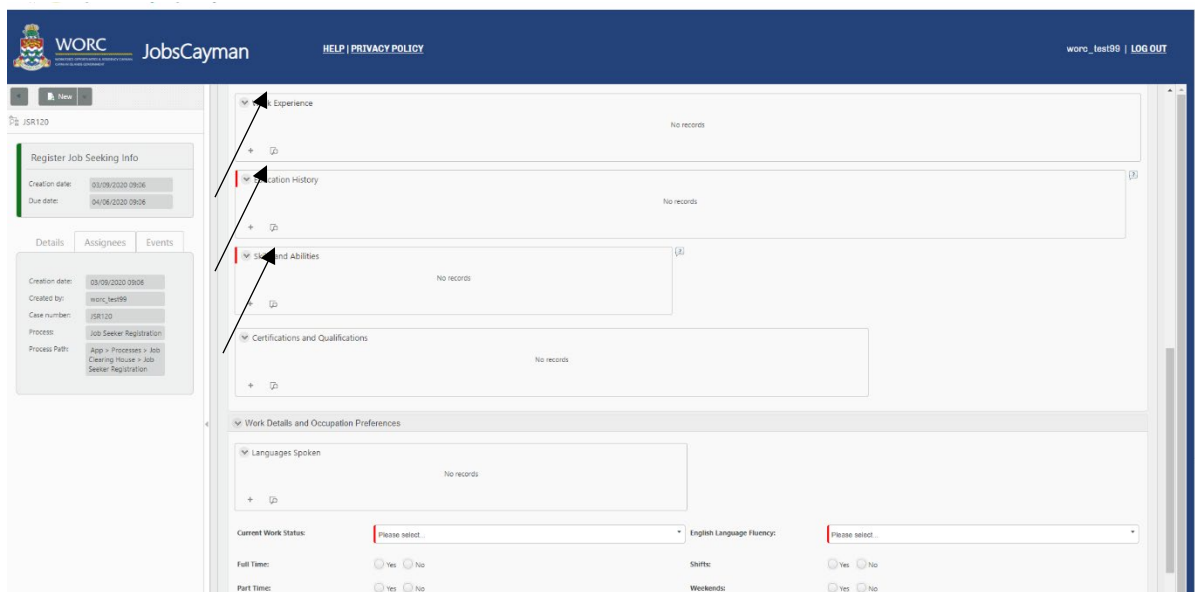 WORC JobsCayman HELP | PRIVACY POLICY worc_test99 | LOG OUT
New
JSR120
Register Job Seeking Info
Creation date: 03/09/2020 09:06
Due date: 04/06/2020 09:06
Details Assignees Events
Creation date: 03/09/2020 09:08
Created by: worc_test99
Case number: JSR120
Process: Job Seeker Registration
Process Path: App > Processes > Job
Clearing House > Job
Seeker Registration
Experience
No records
+
History
No records
+
and Abilities
No records
+
Certifications and Qualifications
No records
+
Work Details and Occupation Preferences
Languages Spoken
No records
+
Current Work Status: Please select... English Language Fluency: Please select...
Full Time: Yes No Shifts: Yes No
Part Time: Yes No Weekends: Yes No